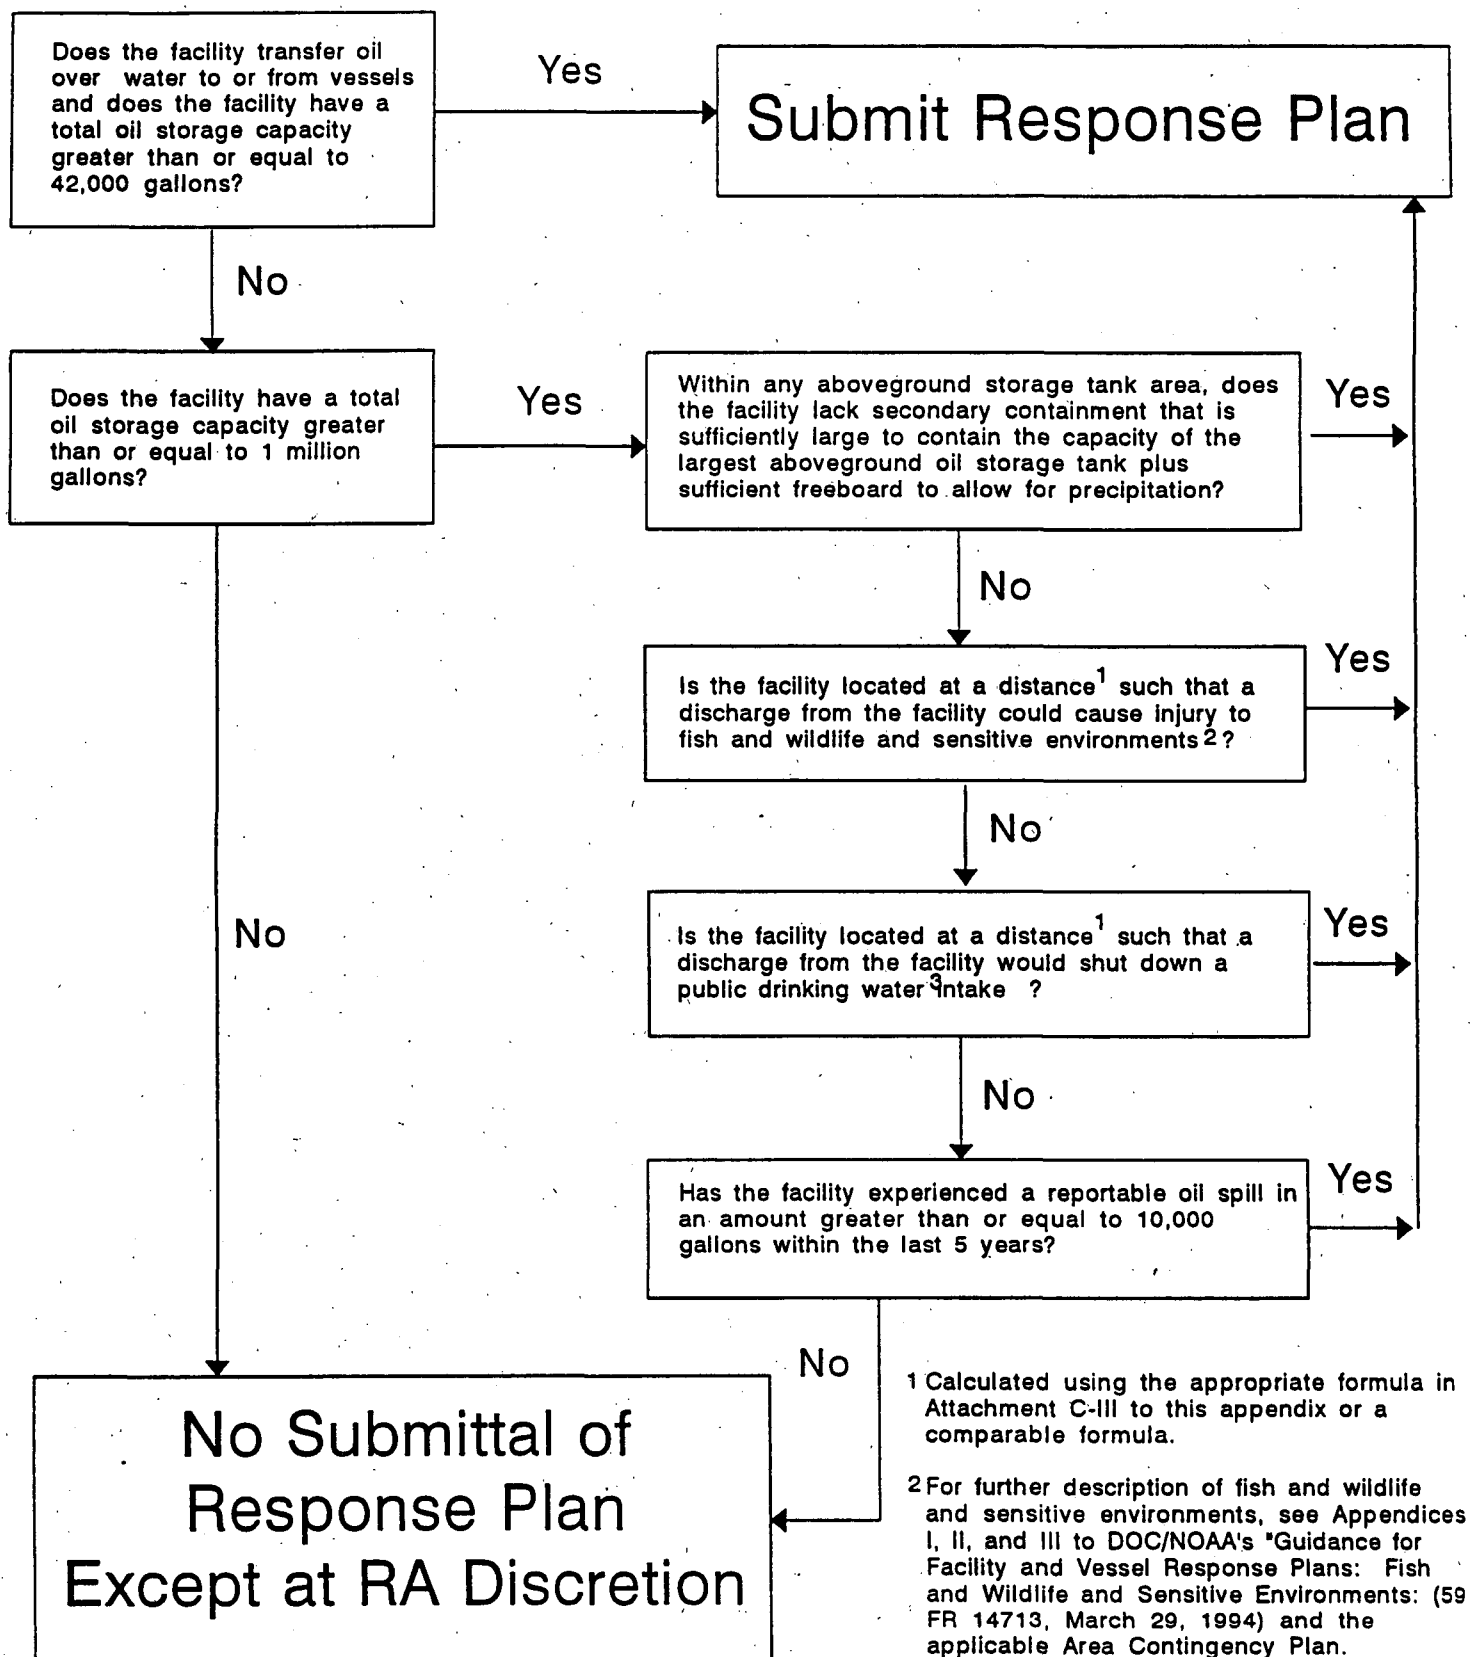 Does the facility transfer oil
over water to or from vessels
and does the facility have a
total oil storage capacity
greater than or equal to
42,000 gallons?
Yes
Submit Response Plan
No
Does the facility have a total
oil storage capacity greater
than or equal to 1 million
gallons?
Yes
Within any aboveground storage tank area, does
the facility lack secondary containment that is
sufficiently large to contain the capacity of the
largest aboveground oil storage tank plus
sufficient freeboard to allow for precipitation?
Yes
No
Is the facility located at a distance1 such that a
discharge from the facility could cause injury to
fish and wildlife and sensitive environments2?
Yes
No
No
Is the facility located at a distance1 such that a
discharge from the facility would shut down a
public drinking water3intake ?
Yes
No
Has the facility experienced a reportable oil spill in
an amount greater than or equal to 10,000
gallons within the last 5 years?
Yes
No
No Submittal of
Response Plan
Except at RA Discretion
1 Calculated using the appropriate formula in
Attachment C-III to this appendix or a
comparable formula.
2 For further description of fish and wildlife
and sensitive environments, see Appendices
I, II, and III to DOC/NOAA's "Guidance for
Facility and Vessel Response Plans: Fish
and Wildlife and Sensitive Environments: (59
FR 14713, March 29, 1994) and the
applicable Area Contingency Plan.